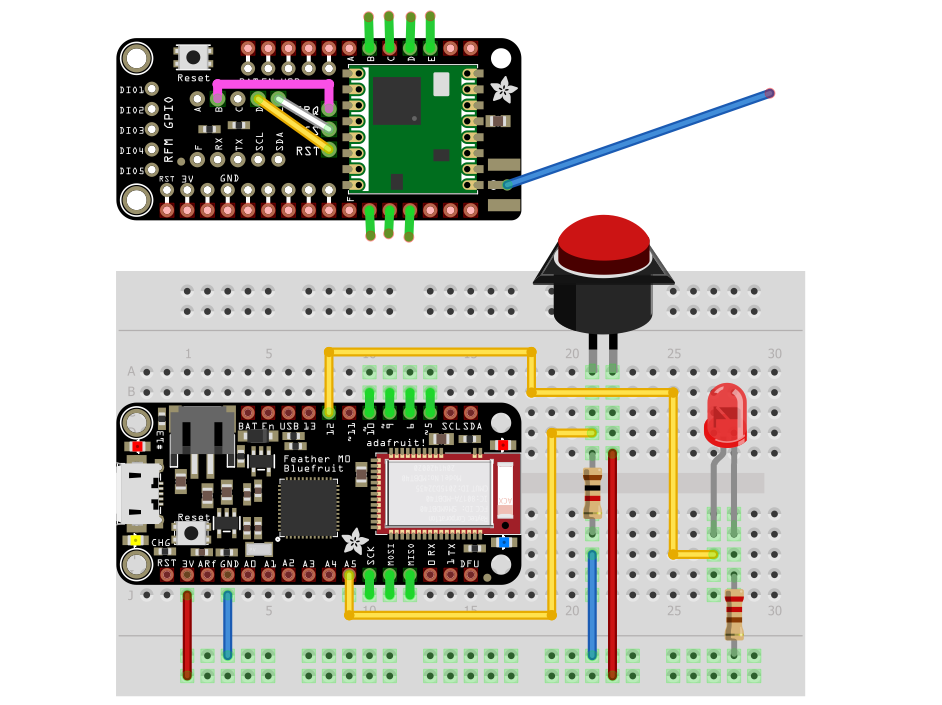 A B C D E
Reset
BAT EN USB
DIO1
DIO2
DIO3
DIO4
DIO5
RFM GPIO
A B C D
IRQ
CS
RST
F RX TX SCL SDA
RST 3V GND
F
1 5 10 15 20 25 30
A
B
BAT En USB 13 12 ~11 ~10 ~9 ~6 ~5 SCL SDA
#13
adafruit!
Feather M0
Bluefruit
Reset
CHG
RST 3V ARf GND A0 A1 A2 A3 A4 A5 SCK MOSI MISO 0 RX 1 TX DFU
J
5 10 20 25 30